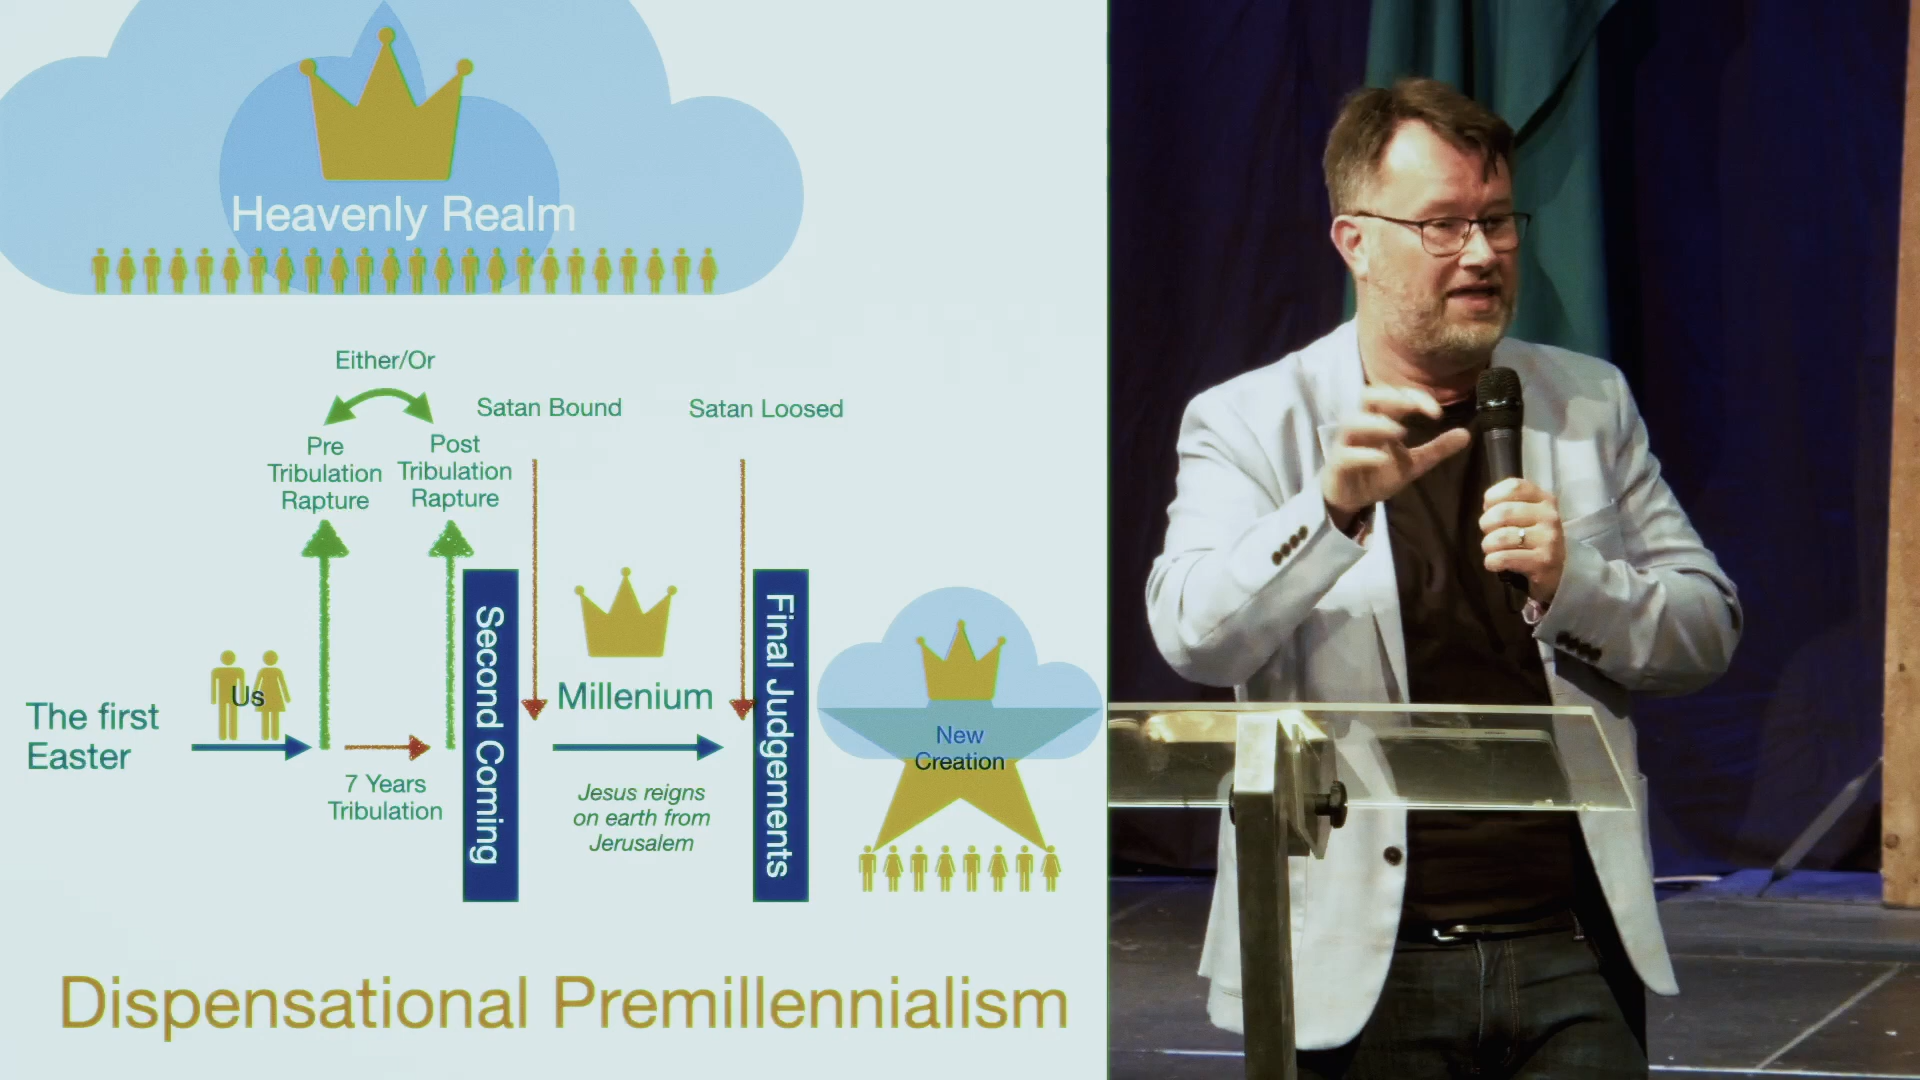 Heavenly Realm
Either/Or
Pre
Tribulation
Rapture
Post
Tribulation
Rapture
Satan Bound
Satan Loosed
The first
Easter
Us
7 Years
Tribulation
Second Coming
Millenium
Jesus reigns
on earth from
Jerusalem
Final Judgements
New
Creation
Dispensational Premillennialism